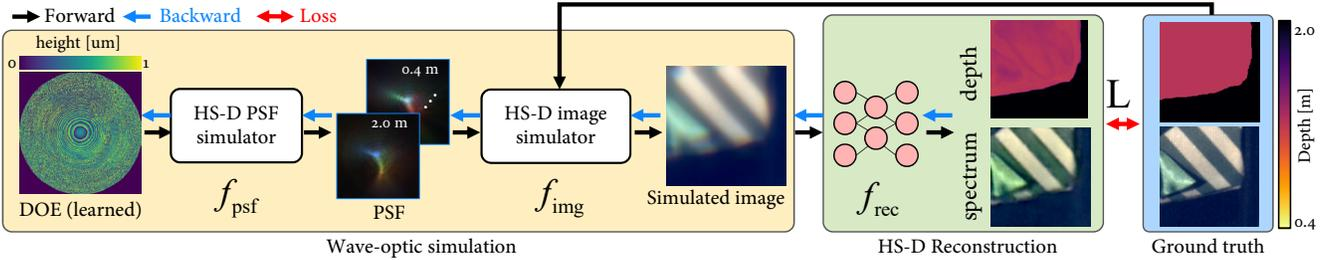 Forward Backward Loss
height [um]
0 1
DOE (learned)
HS-D PSF
simulator
f psf
0.4 m
2.0 m
PSF
HS-D image
simulator
f img
Simulated image
Wave-optic simulation
f rec
depth
spectrum
HS-D Reconstruction
L
Ground truth
2.0
Depth [m]
0.4